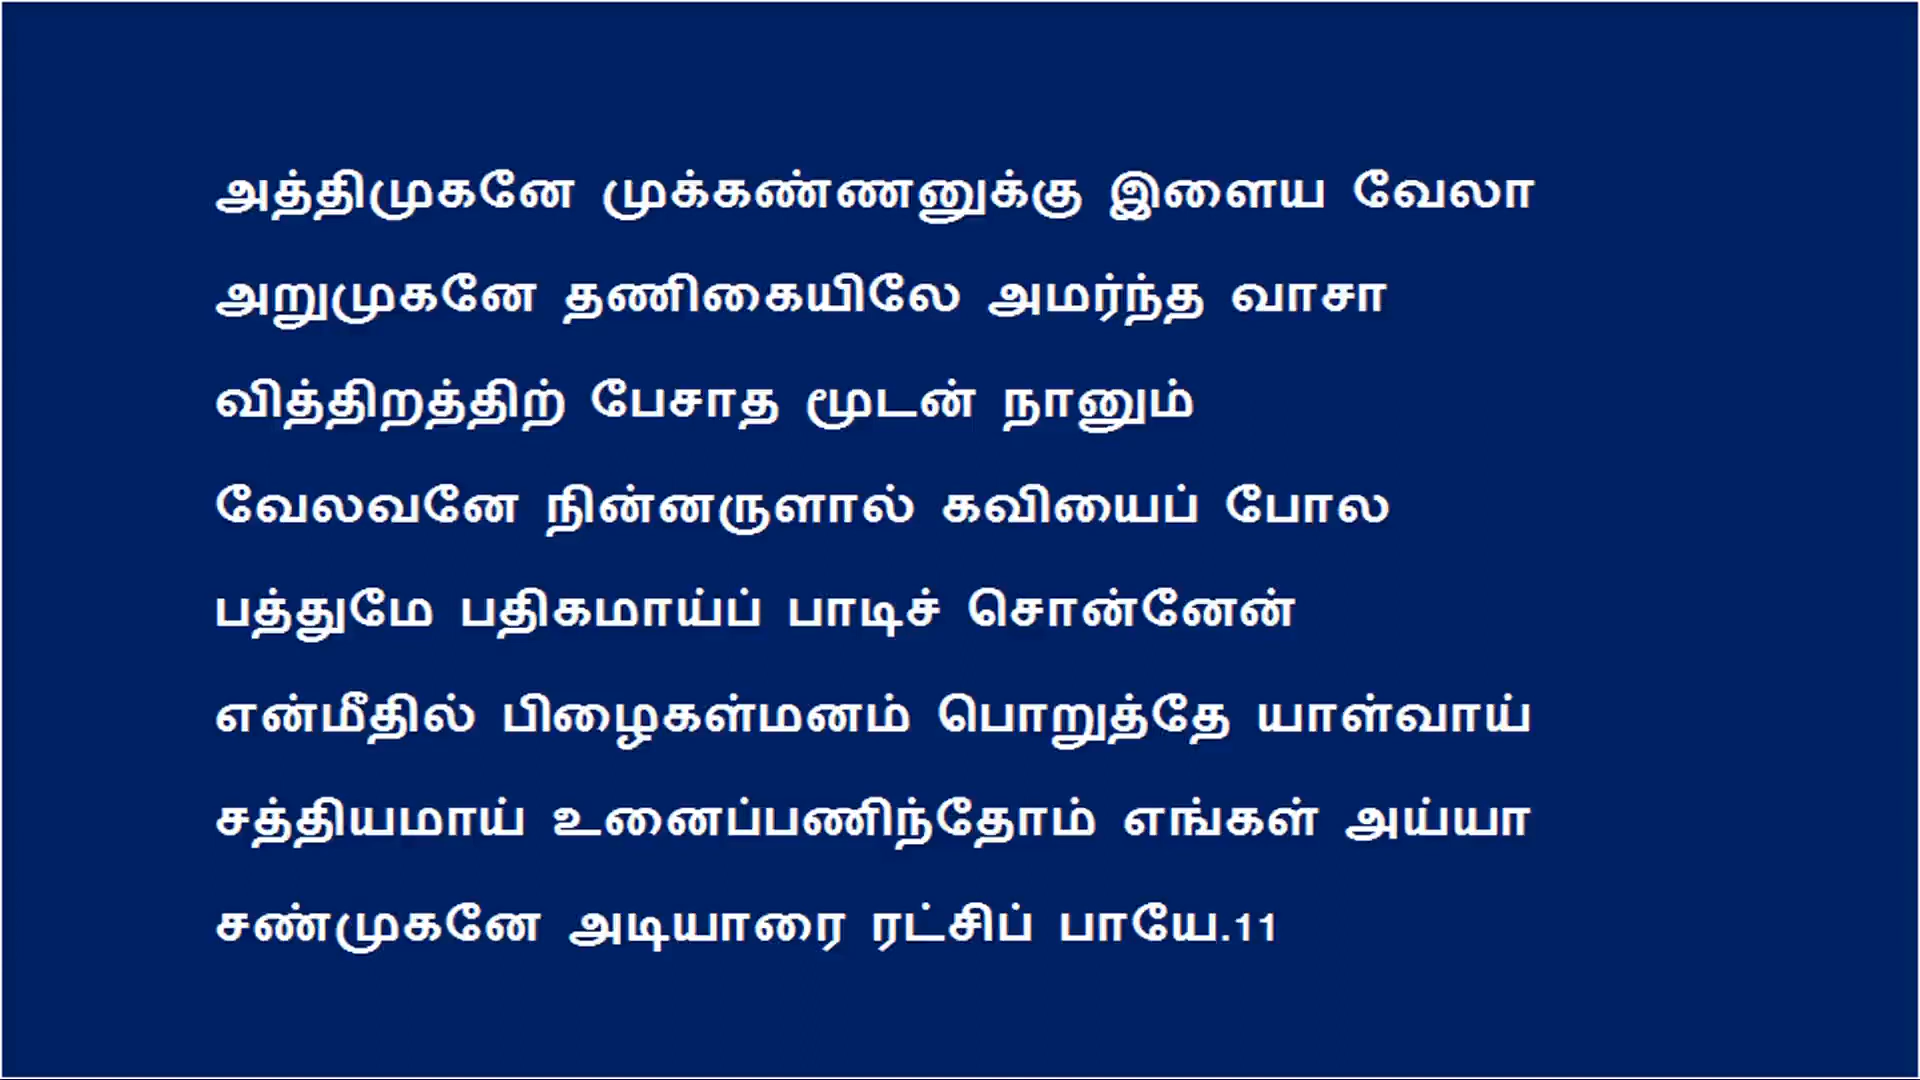 அத்திமுகனே முக்கண்ணனுக்கு இளைய வேலா
அறுமுகனே தணிகையிலே அமர்ந்த வாசா
வித்திறத்திற் பேசாத மூடன் நானும்
வேலவனே நின்னருளால் கவியைப் போல
பத்துமே பதிகமாய்ப் பாடிச் சொன்னேன்
என்மீதில் பிழைகள்மனம் பொறுத்தே யாள்வாய்
சத்தியமாய் உனைப்பணிந்தோம் எங்கள் அய்யா
சண்முகனே அடியாரை ரட்சிப் பாயே.11